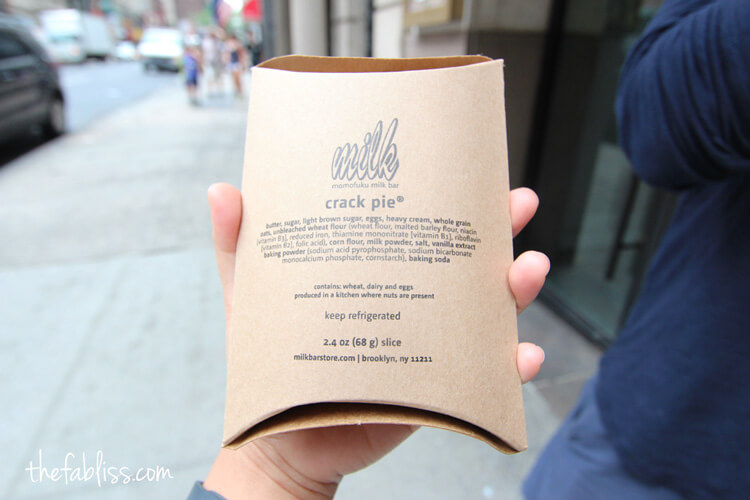 milk
momofuku milk bar
crack pie®
butter, sugar, light brown sugar, eggs, heavy cream, whole grain
oats, unbleached wheat flour (wheat flour, malted barley flour, niacin
[vitamin B3], reduced iron, thiamine mononitrate [vitamin B1], riboflavin
[vitamin B2], folic acid), corn flour, milk powder, salt, vanilla extract
baking powder (sodium acid pyrophosphate, sodium bicarbonate
monocalcium phosphate, cornstarch), baking soda
contains: wheat, dairy and eggs
produced in a kitchen where nuts are present
keep refrigerated
2.4 oz (68 g) slice
milkbarstore.com | brooklyn, ny 11211
thefabliss.com